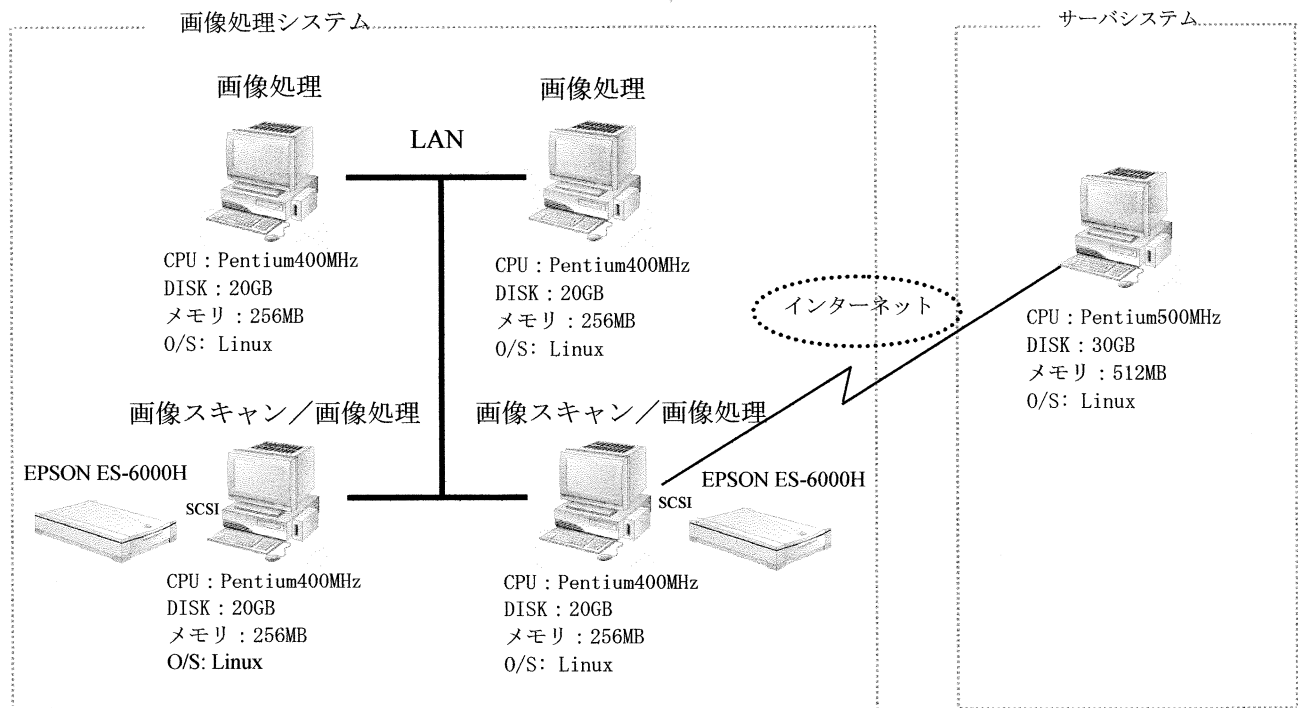 画像処理システム
サーバシステム
画像処理
画像処理
LAN
CPU：Pentium400MHz
DISK：20GB
メモリ：256MB
O/S: Linux
CPU：Pentium400MHz
DISK：20GB
メモリ：256MB
O/S: Linux
インターネット
CPU：Pentium500MHz
DISK：30GB
メモリ：512MB
O/S: Linux
画像スキャン／画像処理
画像スキャン／画像処理
EPSON ES-6000H
SCSI
SCSI
EPSON ES-6000H
CPU：Pentium400MHz
DISK：20GB
メモリ：256MB
O/S: Linux
CPU：Pentium400MHz
DISK：20GB
メモリ：256MB
O/S: Linux